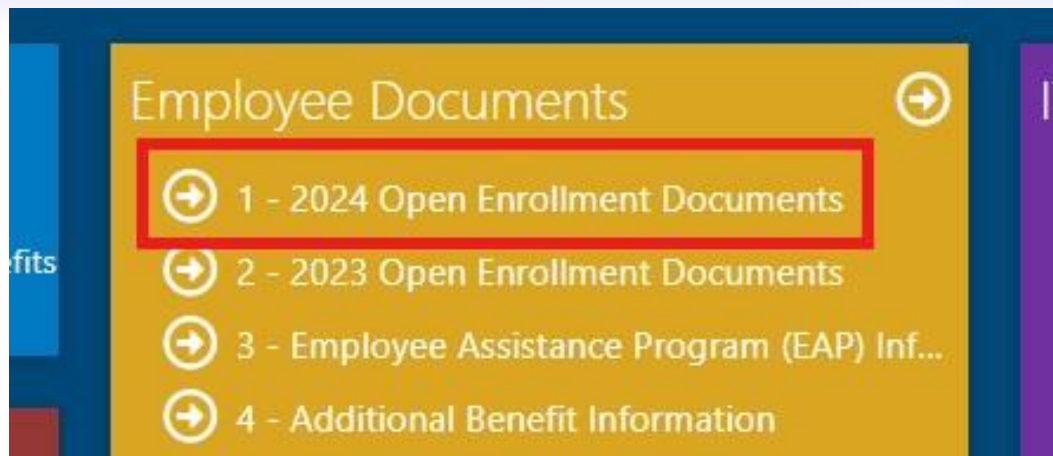 Employee Documents
1 - 2024 Open Enrollment Documents
2 - 2023 Open Enrollment Documents
efits
3 - Employee Assistance Program (EAP) Inf...
4 - Additional Benefit Information